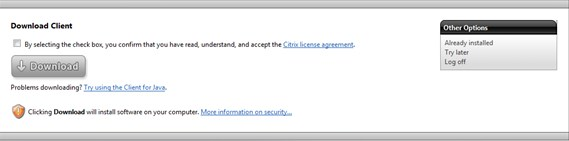 Download Client
By selecting the check box, you confirm that you have read, understand, and accept the Citrix license agreement.
Download
Problems downloading? Try using the Client for Java.
Clicking Download will install software on your computer. More information on security...
Other Options
Already installed
Try later
Log off